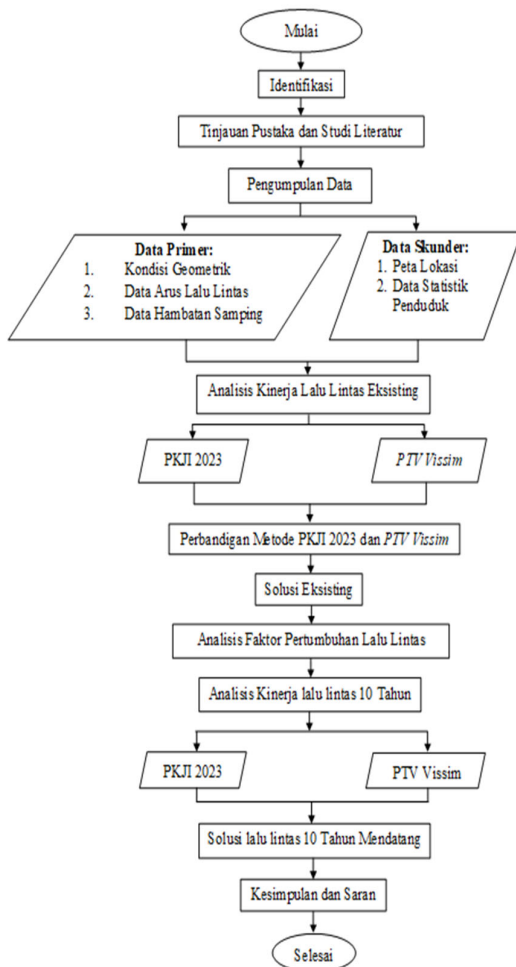 Mulai
Identifikasi
Tinjauan Pustaka dan Studi Literatur
Pengumpulan Data
Data Primer:
1. Kondisi Geometrik
2. Data Arus Lalu Lintas
3. Data Hambatan Samping
Data Skunder:
1. Peta Lokasi
2. Data Statistik
Penduduk
Analisis Kinerja Lalu Lintas Eksisting
PKJI 2023
PTV Vissim
Perbandigan Metode PKJI 2023 dan PTV Vissim
Solusi Eksisting
Analisis Faktor Pertumbuhan Lalu Lintas
Analisis Kinerja lalu lintas 10 Tahun
PKJI 2023
PTV Vissim
Solusi lalu lintas 10 Tahun Mendatang
Kesimpulan dan Saran
Selesai